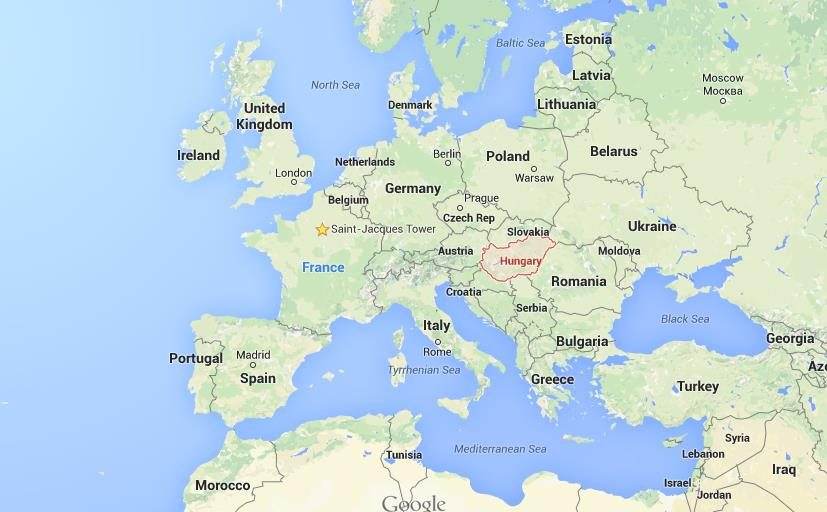 Baltic Sea
Estonia
Latvia
Moscow
Москва
North Sea
Denmark
Lithuania
United
Kingdom
Ireland
Belarus
Berlin
Poland
Netherlands
London
Warsaw
Germany
Belgium
Prague
Czech Rep
Ukraine
Saint-Jacques Tower
Slovakia
Austria
Moldova
Hungary
France
Romania
Croatia
Serbia
Black Sea
Italy
Georgia
Bulgaria
Rome
Portugal
Madrid
Aze
Tyrrhenian Sea
Spain
Greece
Turkey
Syria
Mediterranean Sea
Lebanon
Tunisia
Iraq
Israel
Morocco
Jordan
Google